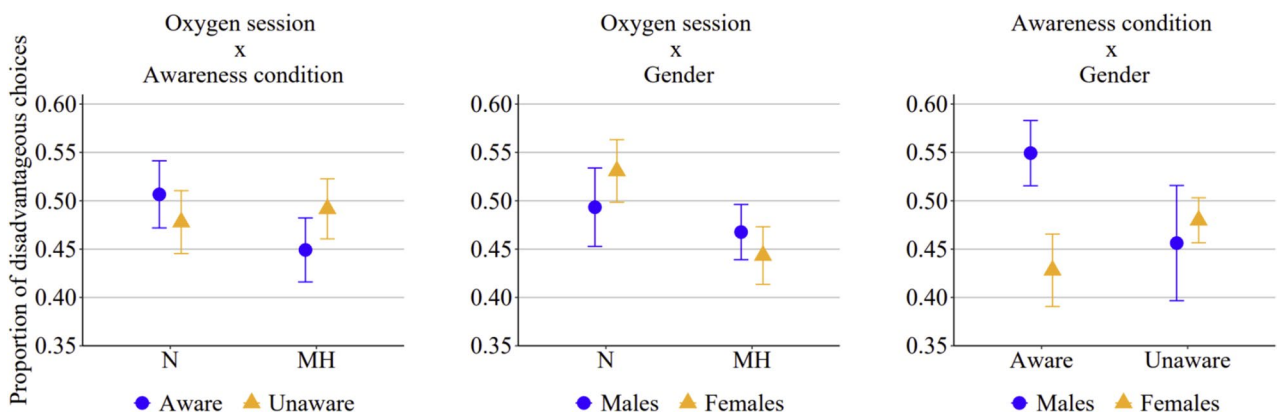 Oxygen session
x
Awareness condition
Oxygen session
x
Gender
Awareness condition
x
Gender
Proportion of disadvantageous choices
0.60
0.55
0.50
0.45
0.40
0.35
N MH
Aware Unaware
0.60
0.55
0.50
0.45
0.40
0.35
N MH
Males Females
0.60
0.55
0.50
0.45
0.40
0.35
Aware Unaware
Males Females